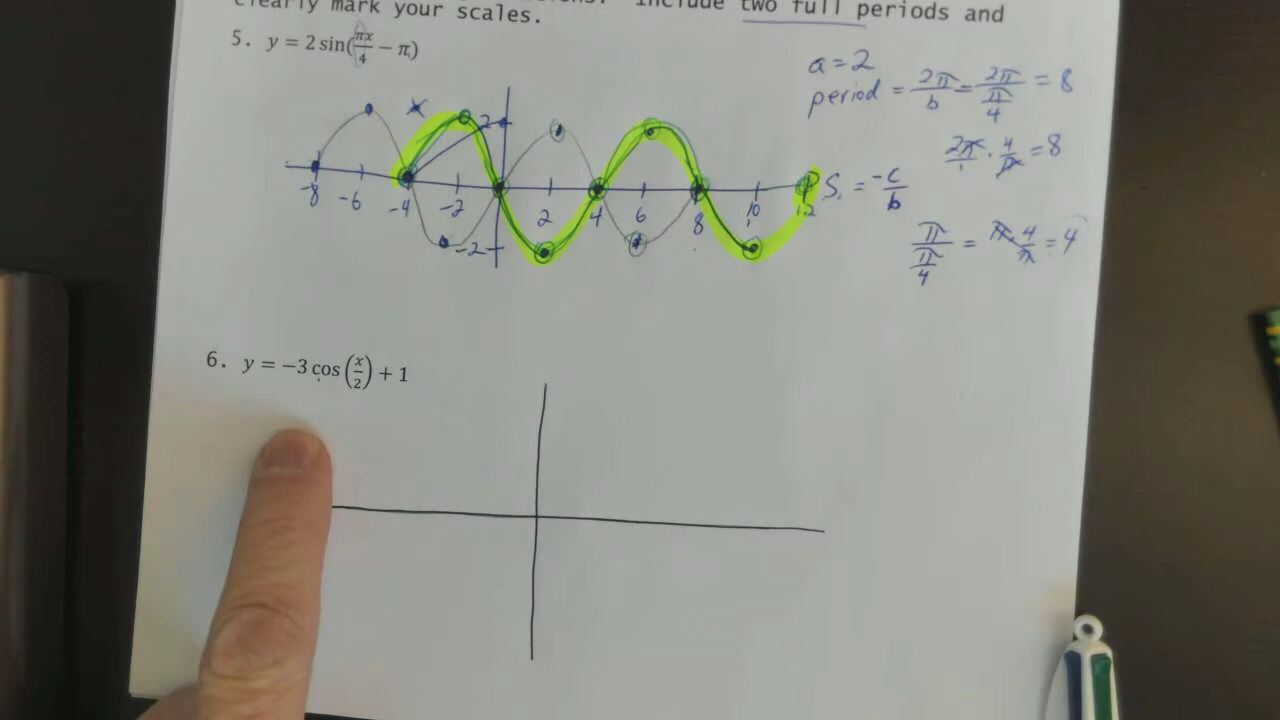 clearly mark your scales. Include two full periods and
5. y = 2 sin(πx/4 − π)
a = 2
period = 2π/b = 2π/(π/4) = 8
2π/1 · 4/π = 8
P.S. = -c/b
π/(π/4) = π · 4/π = 4
2
-8 -6 -4 -2 2 4 6 8 10 12
-2
6. y = −3 cos(x/2) + 1